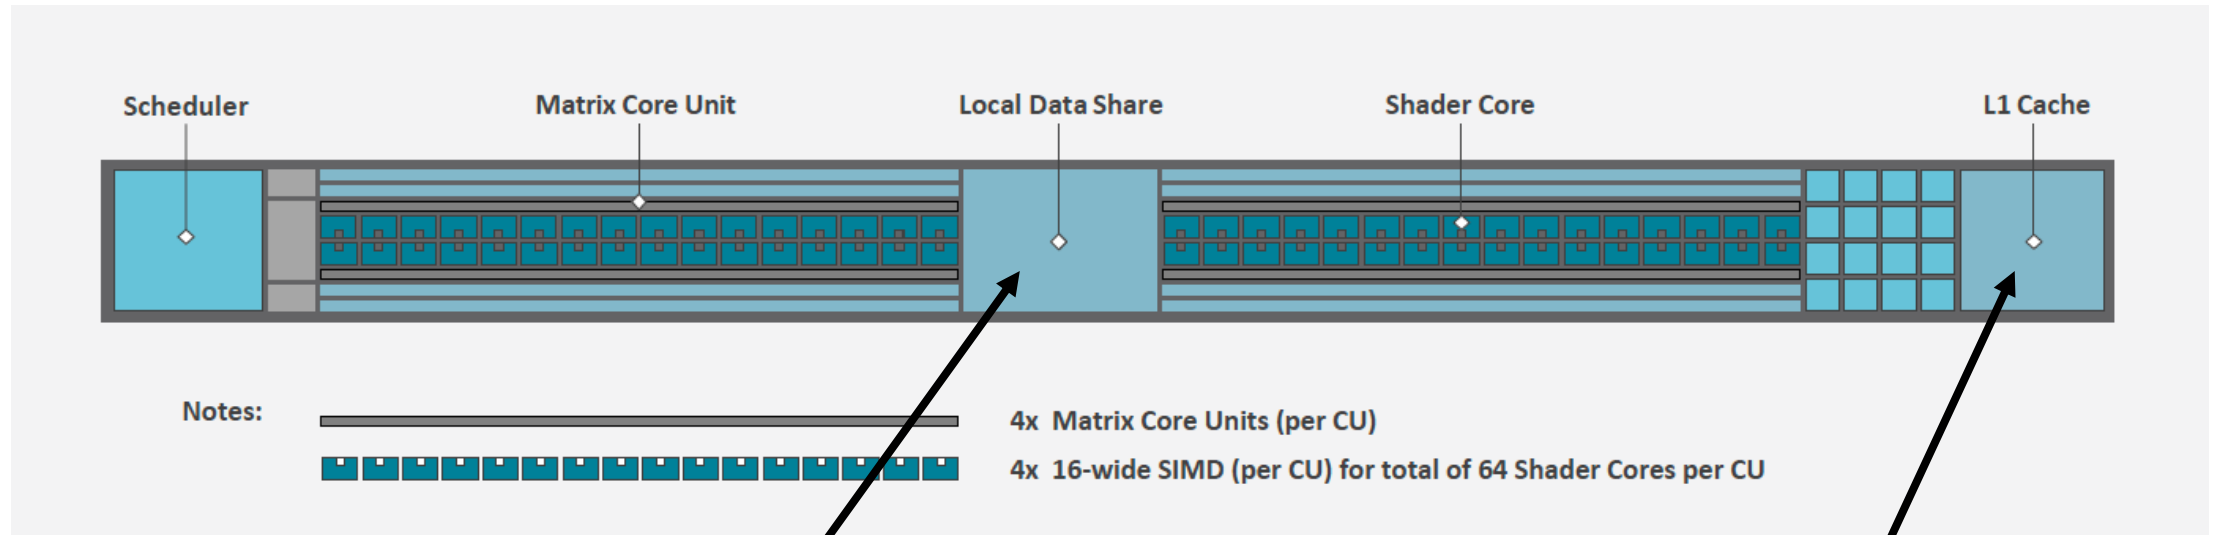 Scheduler
Matrix Core Unit
Local Data Share
Shader Core
L1 Cache
Notes:
4x Matrix Core Units (per CU)
4x 16-wide SIMD (per CU) for total of 64 Shader Cores per CU